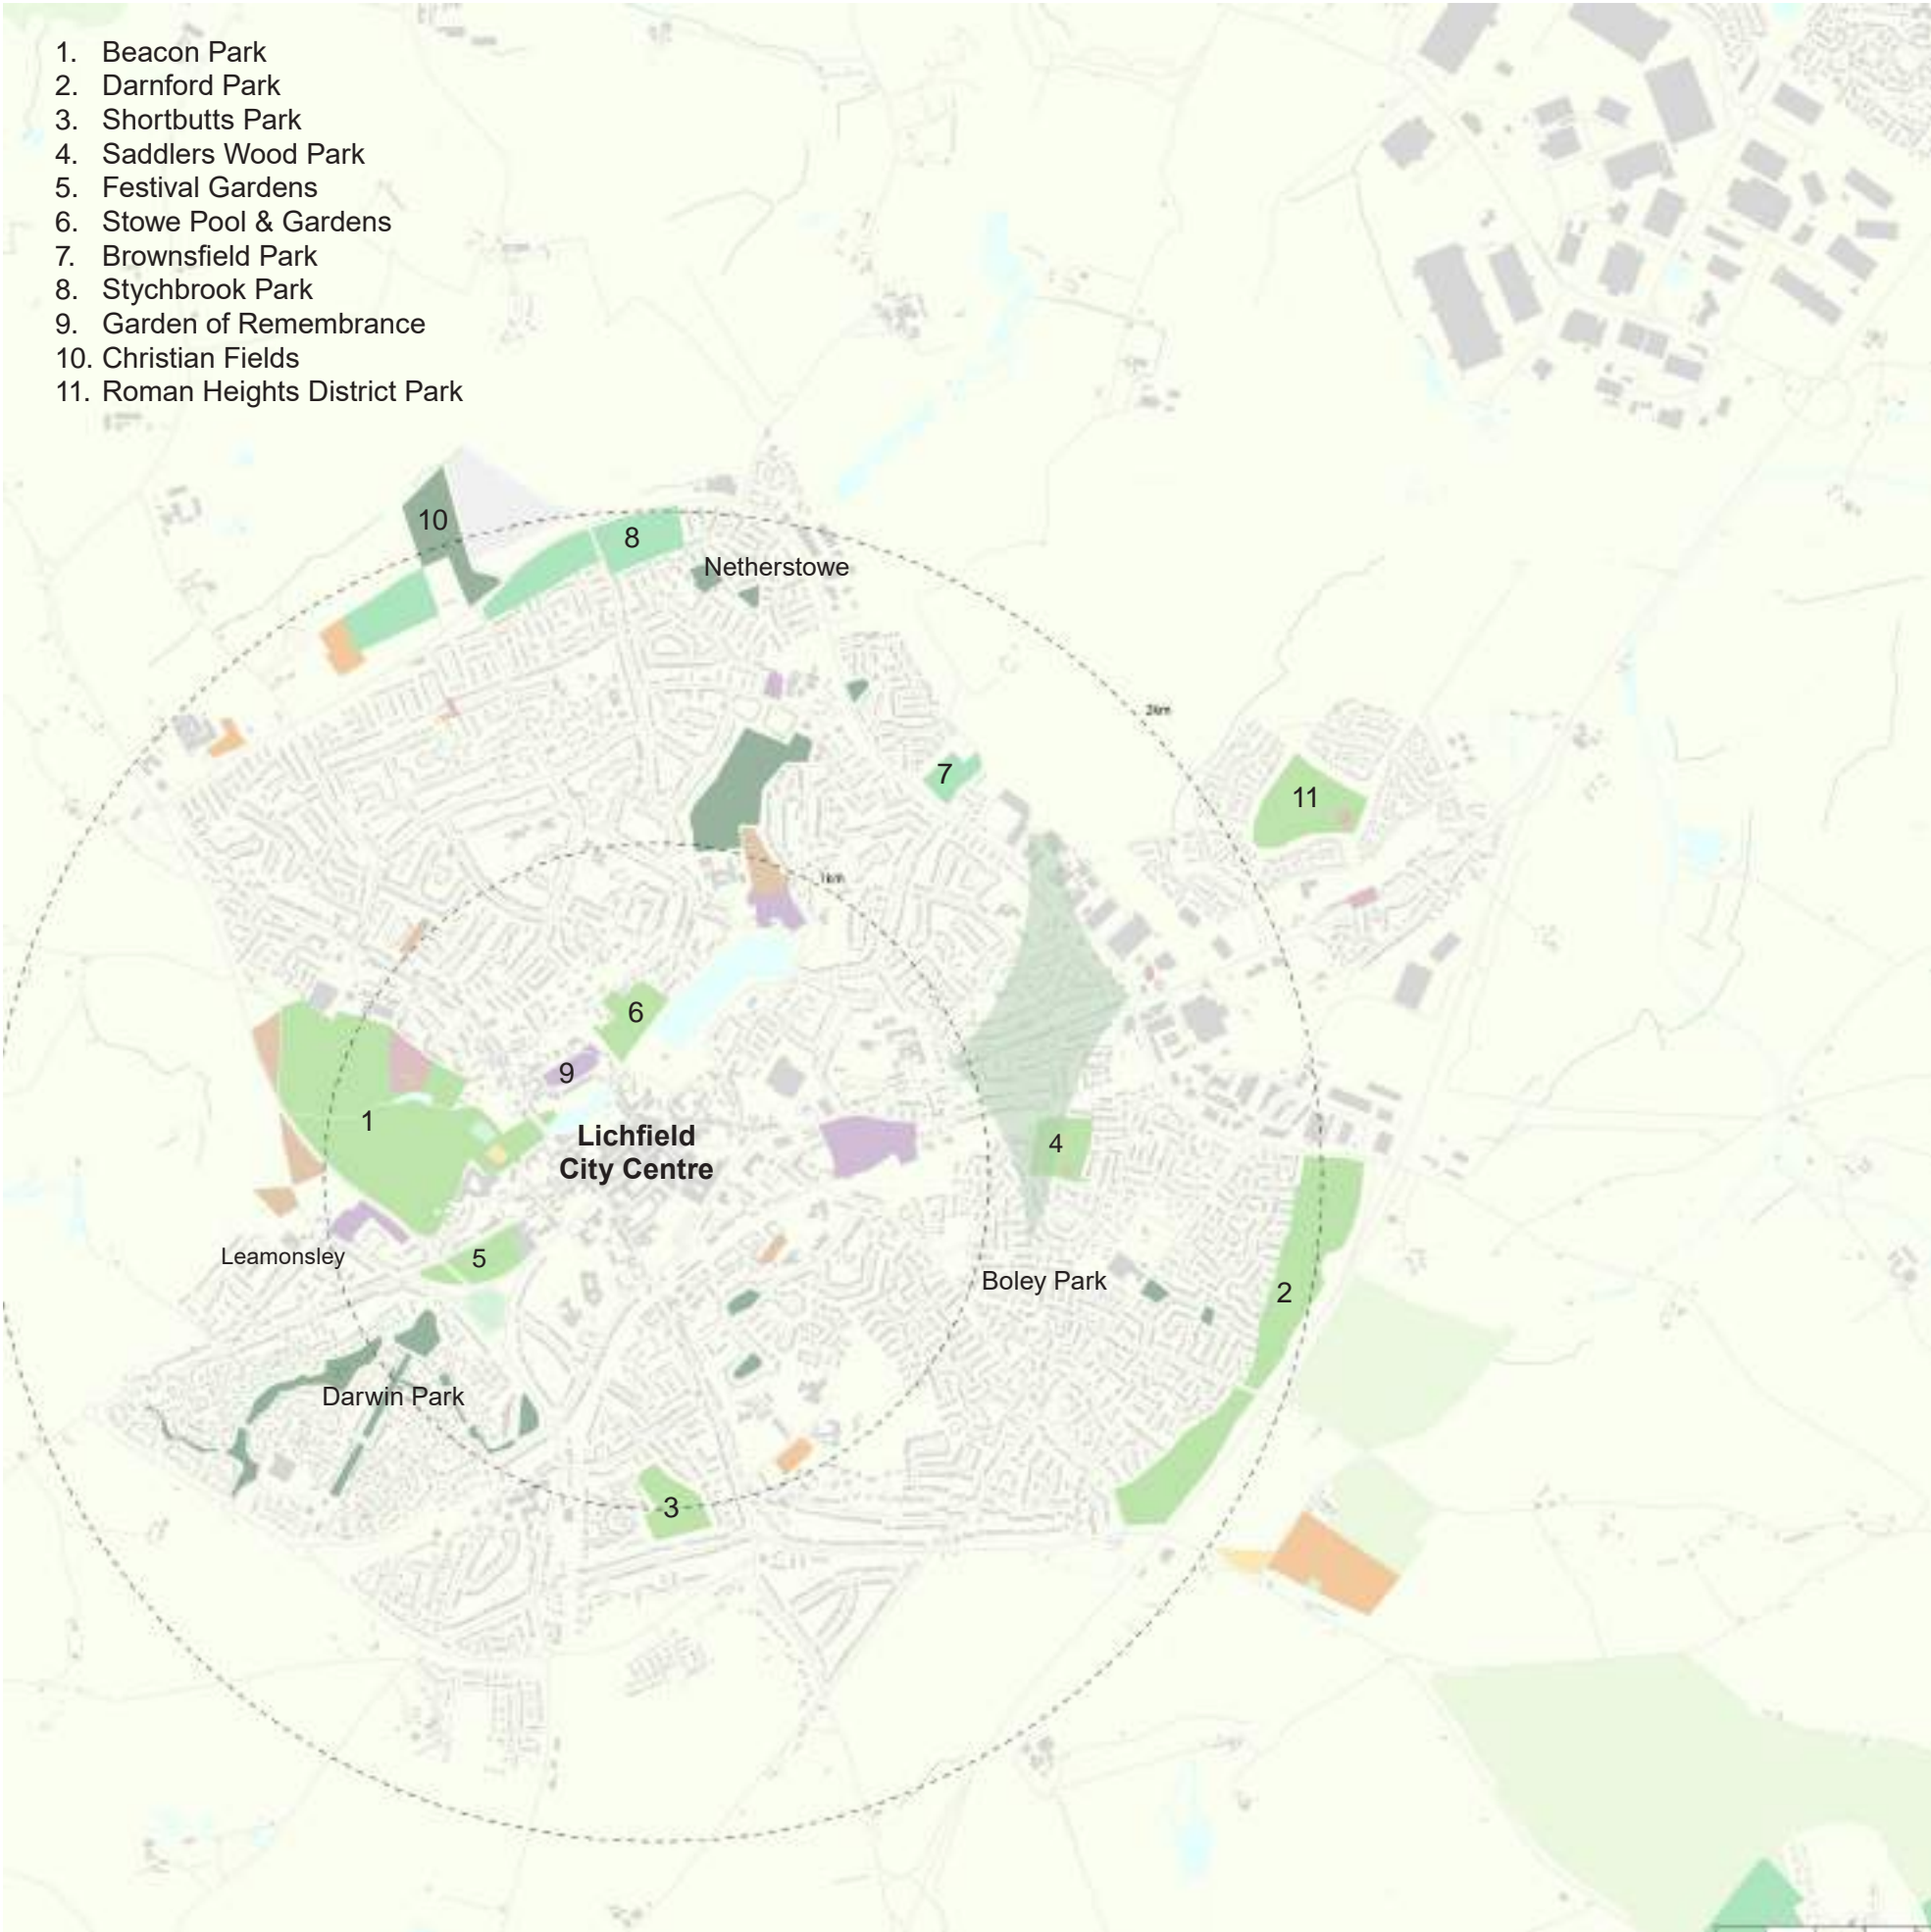 1. Beacon Park
2. Darnford Park
3. Shortbutts Park
4. Saddlers Wood Park
5. Festival Gardens
6. Stowe Pool & Gardens
7. Brownsfield Park
8. Stychbrook Park
9. Garden of Remembrance
10. Christian Fields
11. Roman Heights District Park
10
8
Netherstowe
2km
7
11
1km
6
9
1
Lichfield
City Centre
4
Leamonsley
5
Boley Park
2
Darwin Park
3